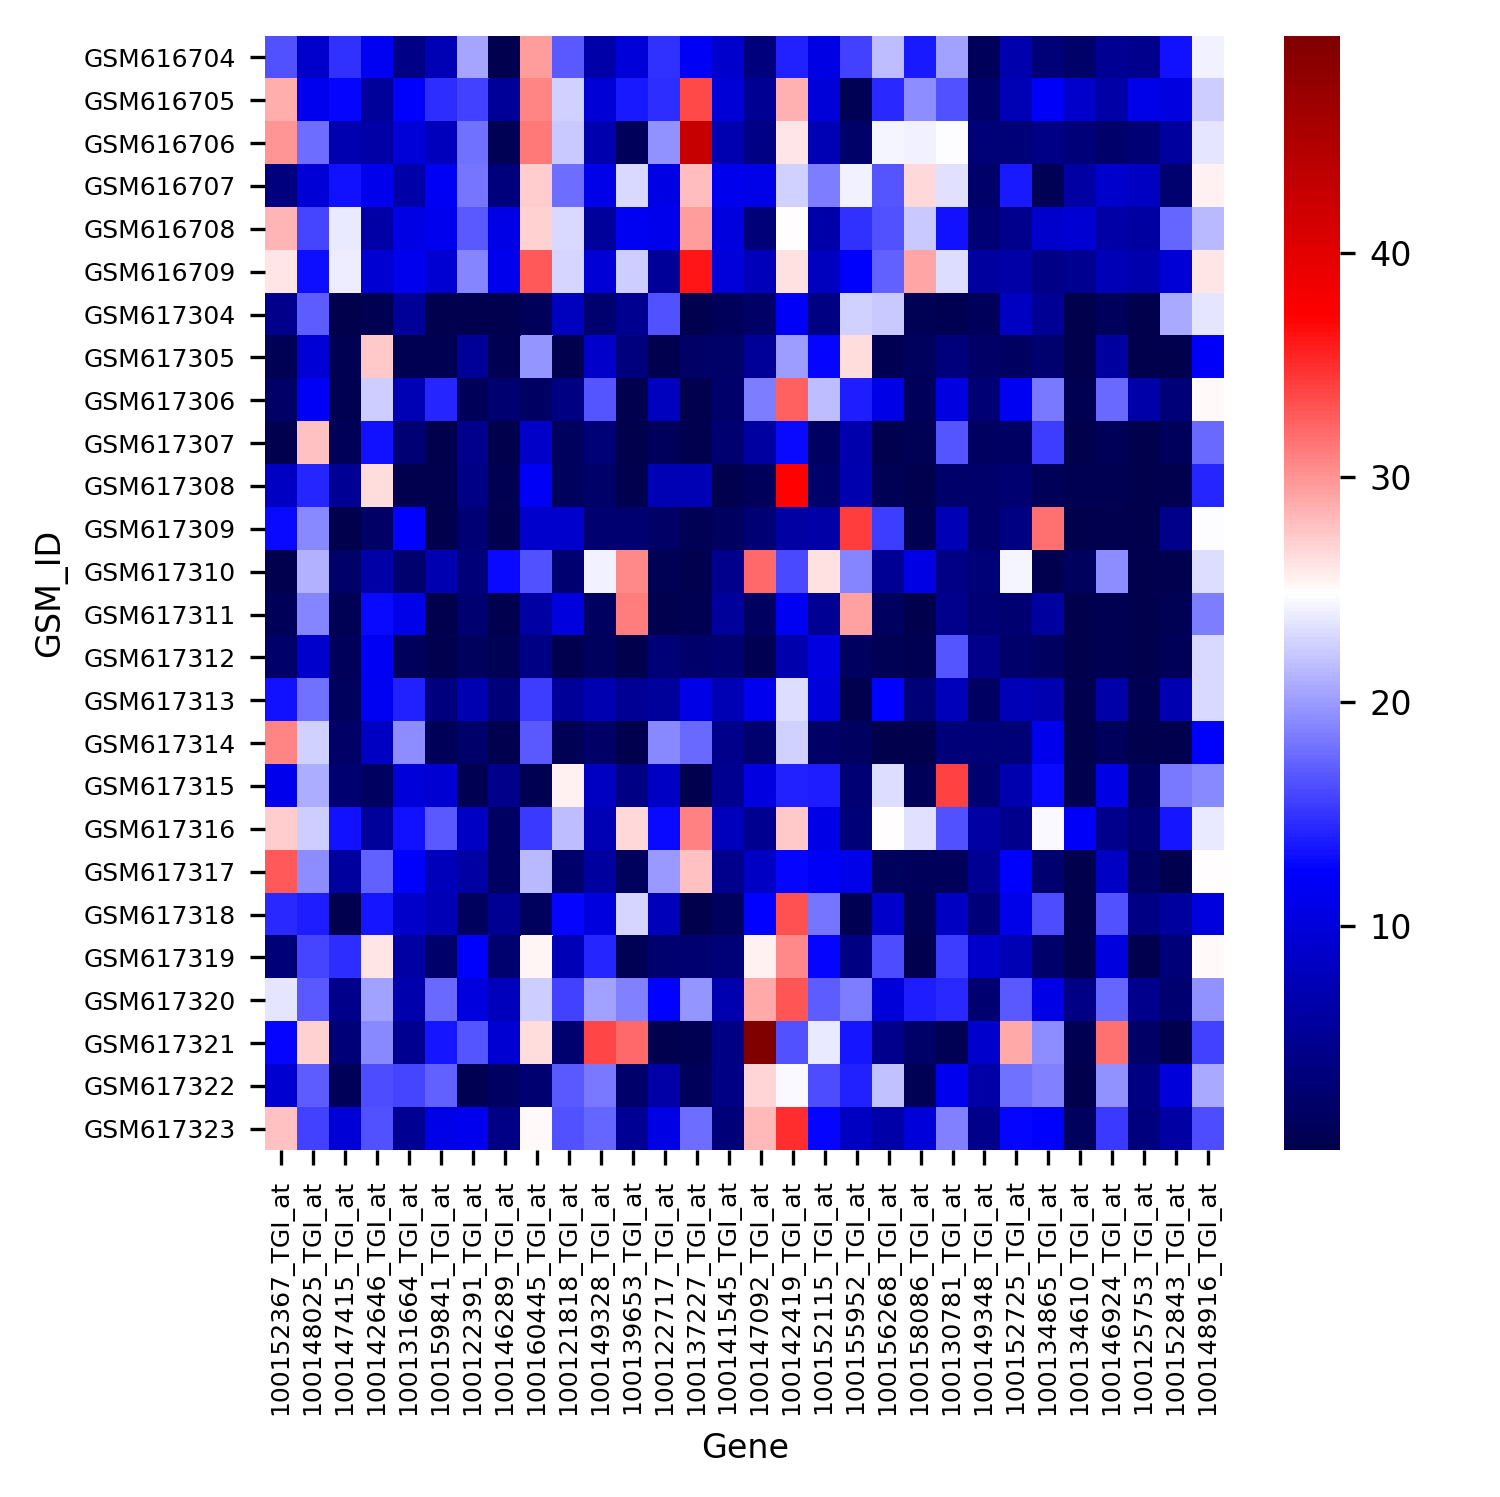 GSM_ID
GSM616704
GSM616705
GSM616706
GSM616707
GSM616708
GSM616709
GSM617304
GSM617305
GSM617306
GSM617307
GSM617308
GSM617309
GSM617310
GSM617311
GSM617312
GSM617313
GSM617314
GSM617315
GSM617316
GSM617317
GSM617318
GSM617319
GSM617320
GSM617321
GSM617322
GSM617323
100152367_TGI_at
100148025_TGI_at
100147415_TGI_at
100142646_TGI_at
100131664_TGI_at
100159841_TGI_at
100122391_TGI_at
100146289_TGI_at
100160445_TGI_at
100121818_TGI_at
100149328_TGI_at
100139653_TGI_at
100122717_TGI_at
100137227_TGI_at
100141545_TGI_at
100147092_TGI_at
100142419_TGI_at
100152115_TGI_at
100155952_TGI_at
100156268_TGI_at
100158086_TGI_at
100130781_TGI_at
100149348_TGI_at
100152725_TGI_at
100134865_TGI_at
100134610_TGI_at
100146924_TGI_at
100125753_TGI_at
100152843_TGI_at
100148916_TGI_at
Gene
40
30
20
10